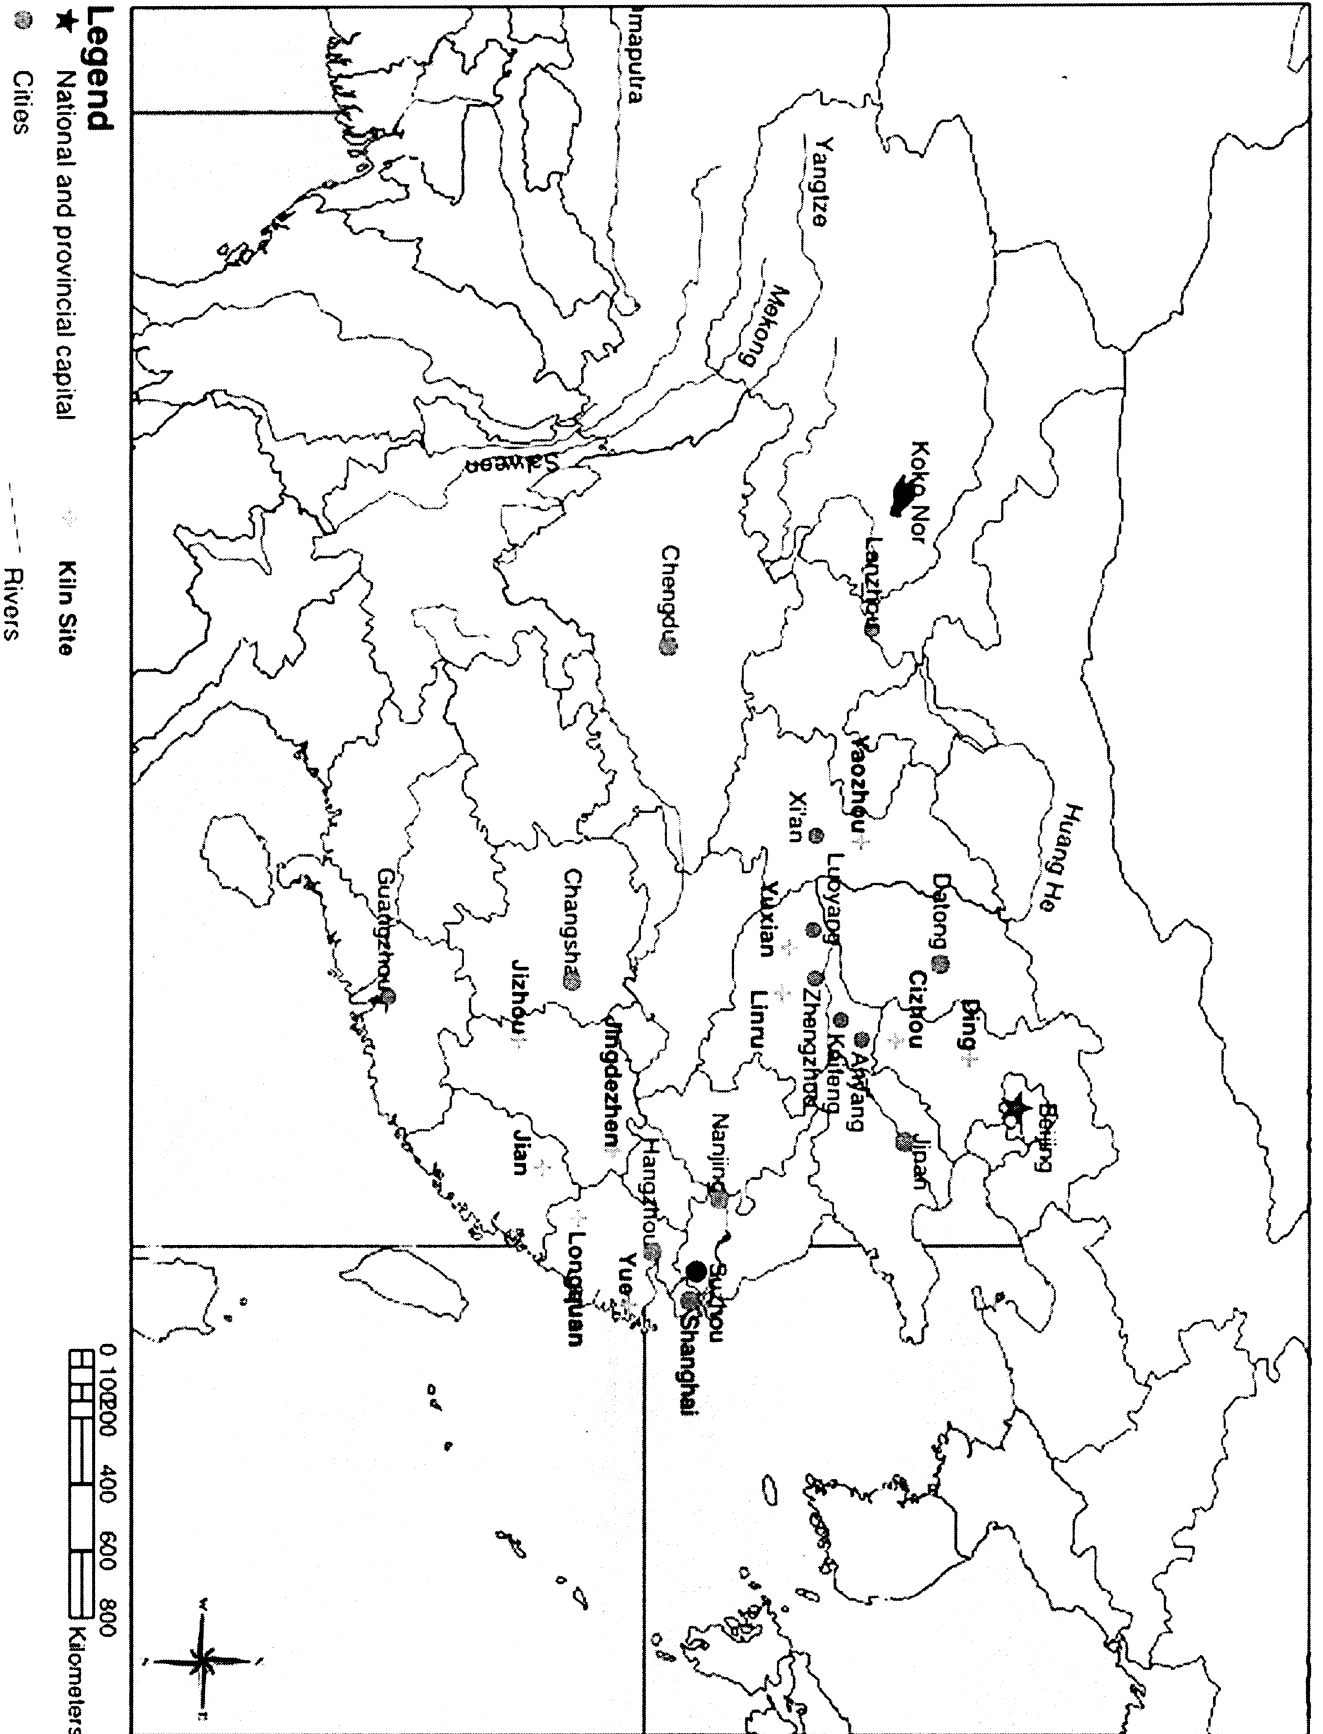 maputra
Yangtze
Mekong
Salween
Koko Nor
Lanzhou
Chengdu
Huang He
Yaozhou
Xi'an
Luoyang
Datong
Yuxian
Cizhou
Ding
Linru
Zhengzhou
Kaifeng
Anyang
Beijing
Jinan
Guangzhou
Changsha
Jizhou
Jingdezhen
Nanjing
Jian
Hangzhou
Suzhou
Shanghai
Yue
Longquan
Legend
National and provincial capital
Kiln Site
Cities
Rivers
0 100 200 400 600 800
Kilometers
W